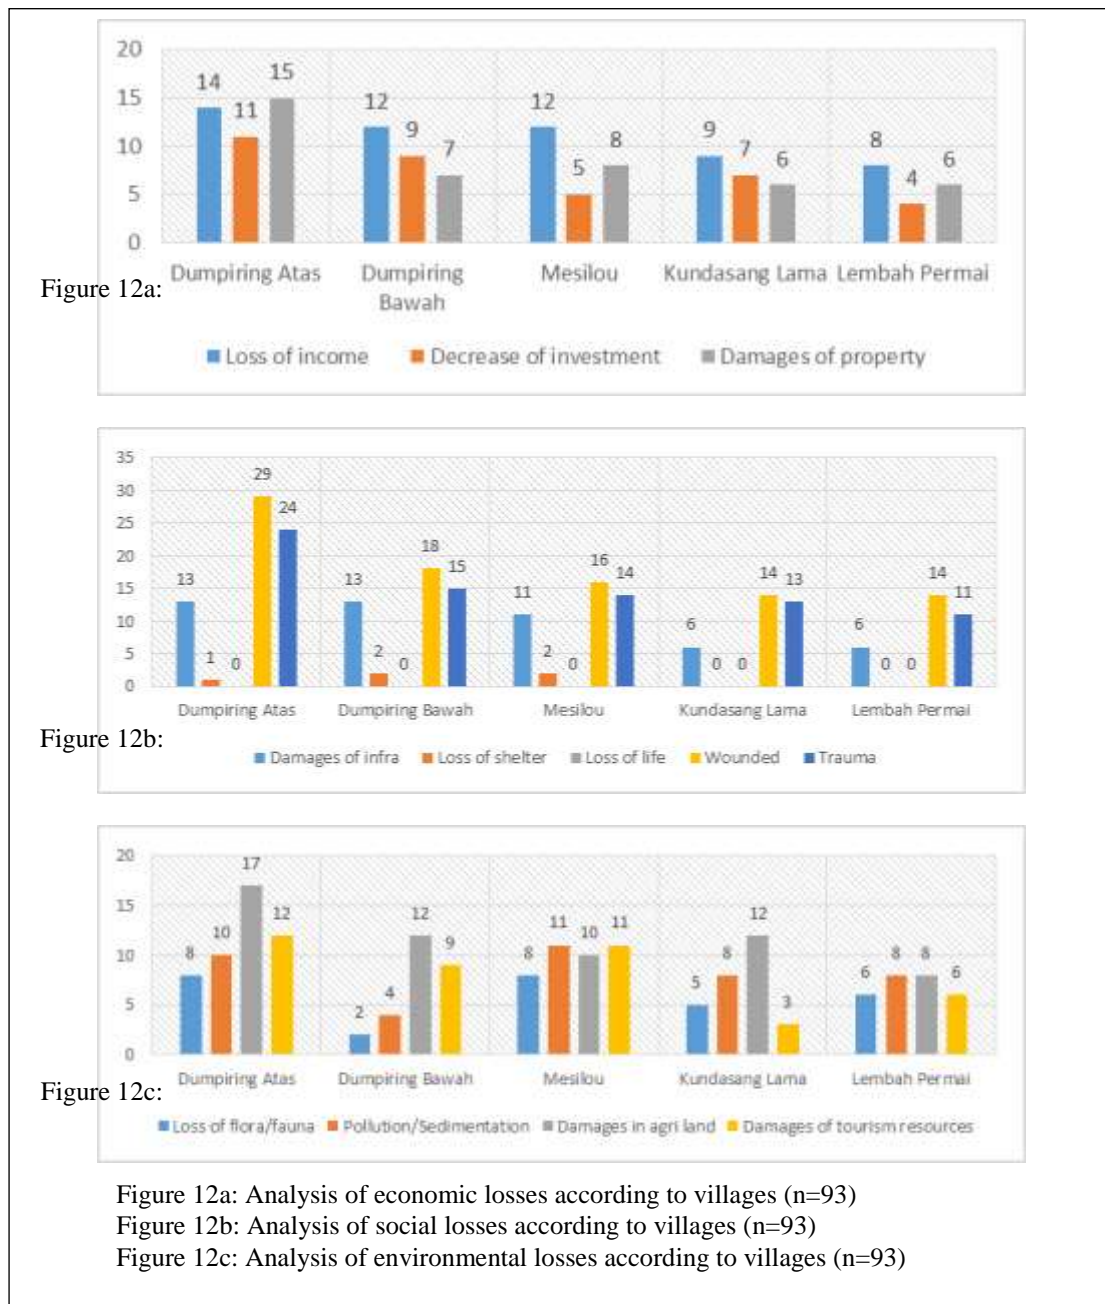 20
15
10
5
0
14
11
15
12
9
7
12
5
8
9
7
6
8
4
6
Dumpiring Atas
Dumpiring
Bawah
Mesilou
Kundasang Lama
Lembah Permai
Figure 12a:
Loss of income
Decrease of investment
Damages of property
35
30
25
20
15
10
5
0
13
1
0
29
24
13
2
0
18
15
11
2
0
16
14
6
0
0
14
13
6
0
0
14
11
Dumpiring Atas
Dumpiring Bawah
Mesilou
Kundasang Lama
Lembah Permai
Figure 12b:
Damages of infra
Loss of shelter
Loss of life
Wounded
Trauma
20
15
10
5
0
8
10
17
12
2
4
12
9
8
11
10
11
5
8
12
3
6
8
8
6
Dumpiring Atas
Dumpiring Bawah
Mesilou
Kundasang Lama
Lembah Permai
Figure 12c:
Loss of flora/fauna
Pollution/Sedimentation
Damages in agri land
Damages of tourism resources
Figure 12a: Analysis of economic losses according to villages (n=93)
Figure 12b: Analysis of social losses according to villages (n=93)
Figure 12c: Analysis of environmental losses according to villages (n=93)